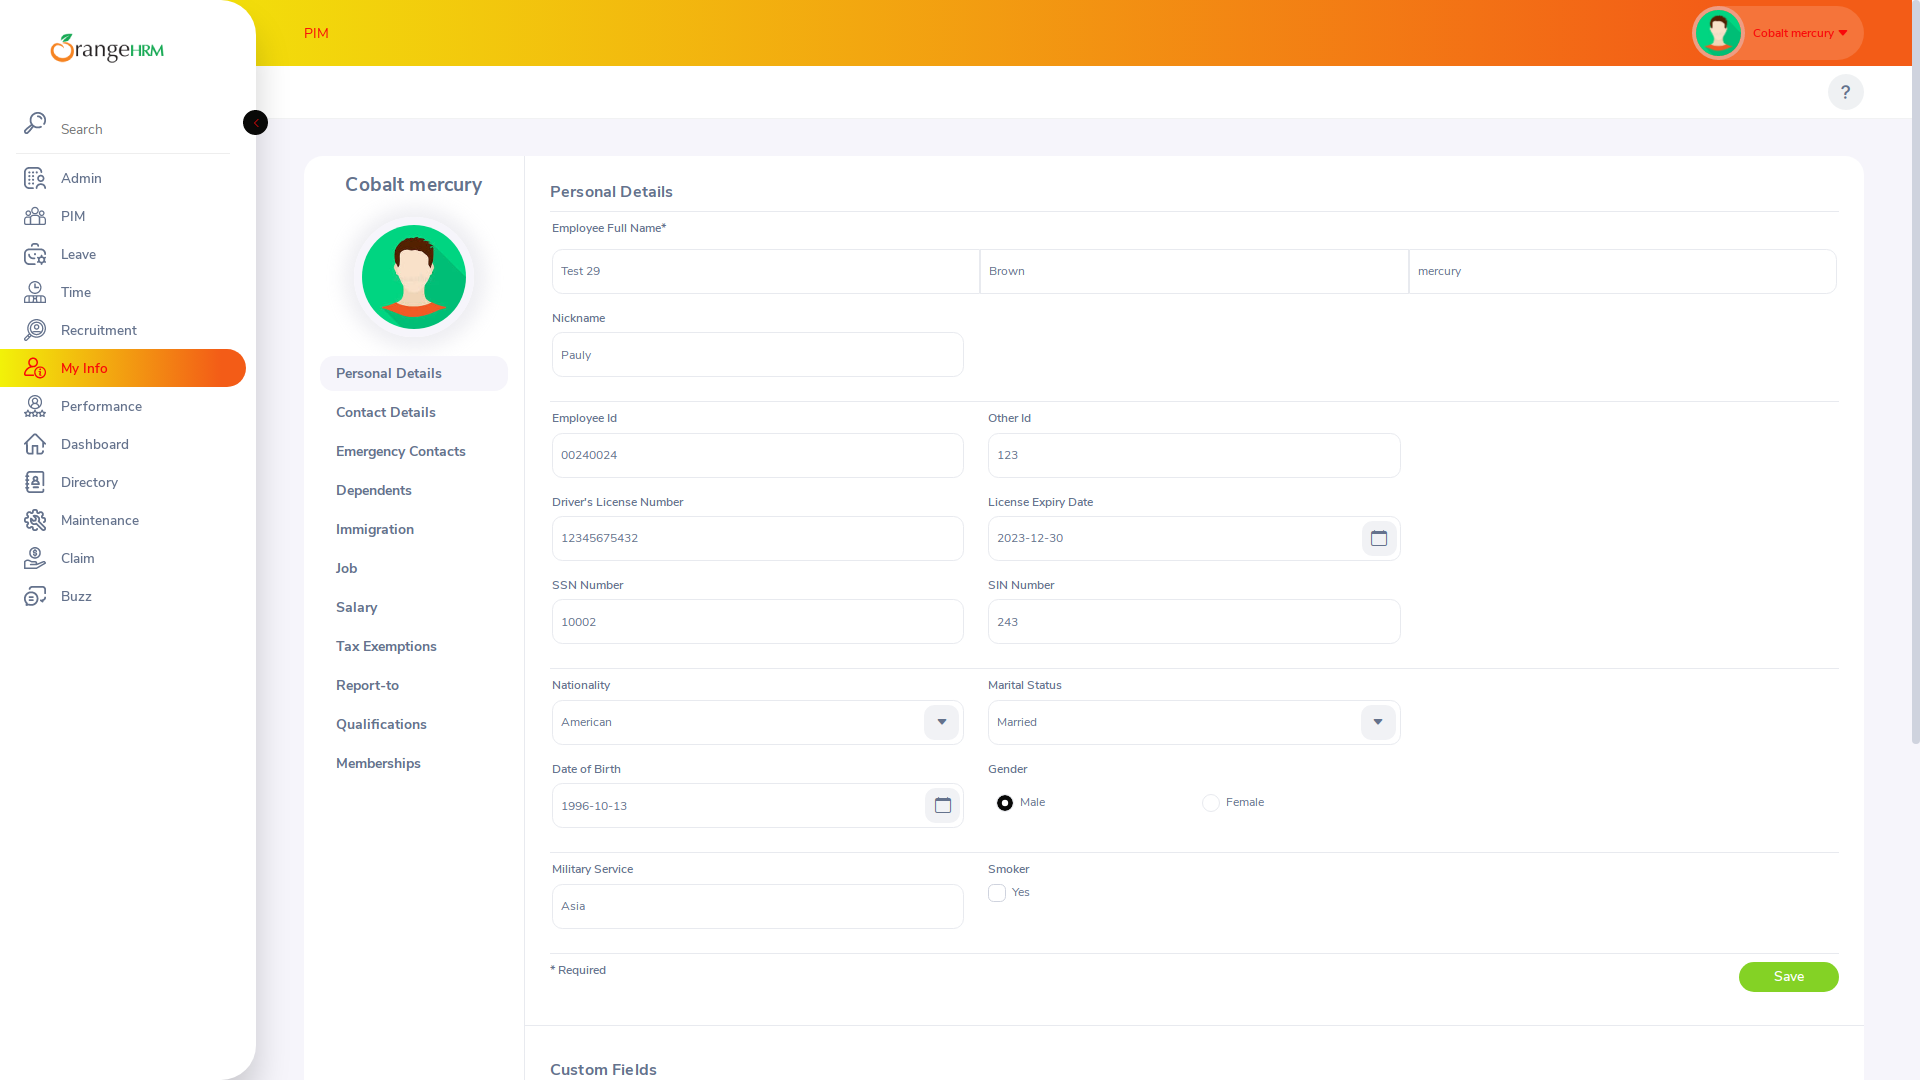 OrangeHRM
PIM
Cobalt mercury
?
Search
Admin
PIM
Leave
Time
Recruitment
My Info
Performance
Dashboard
Directory
Maintenance
Claim
Buzz
Cobalt mercury
Personal Details
Contact Details
Emergency Contacts
Dependents
Immigration
Job
Salary
Tax Exemptions
Report-to
Qualifications
Memberships
Personal Details
Employee Full Name*
Test 29 Brown mercury
Nickname
Pauly
Employee Id Other Id
00240024 123
Driver's License Number License Expiry Date
12345675432 2023-12-30
SSN Number SIN Number
10002 243
Nationality Marital Status
American Married
Date of Birth Gender
1996-10-13 Male Female
Military Service Smoker
Asia Yes
* Required Save
Custom Fields